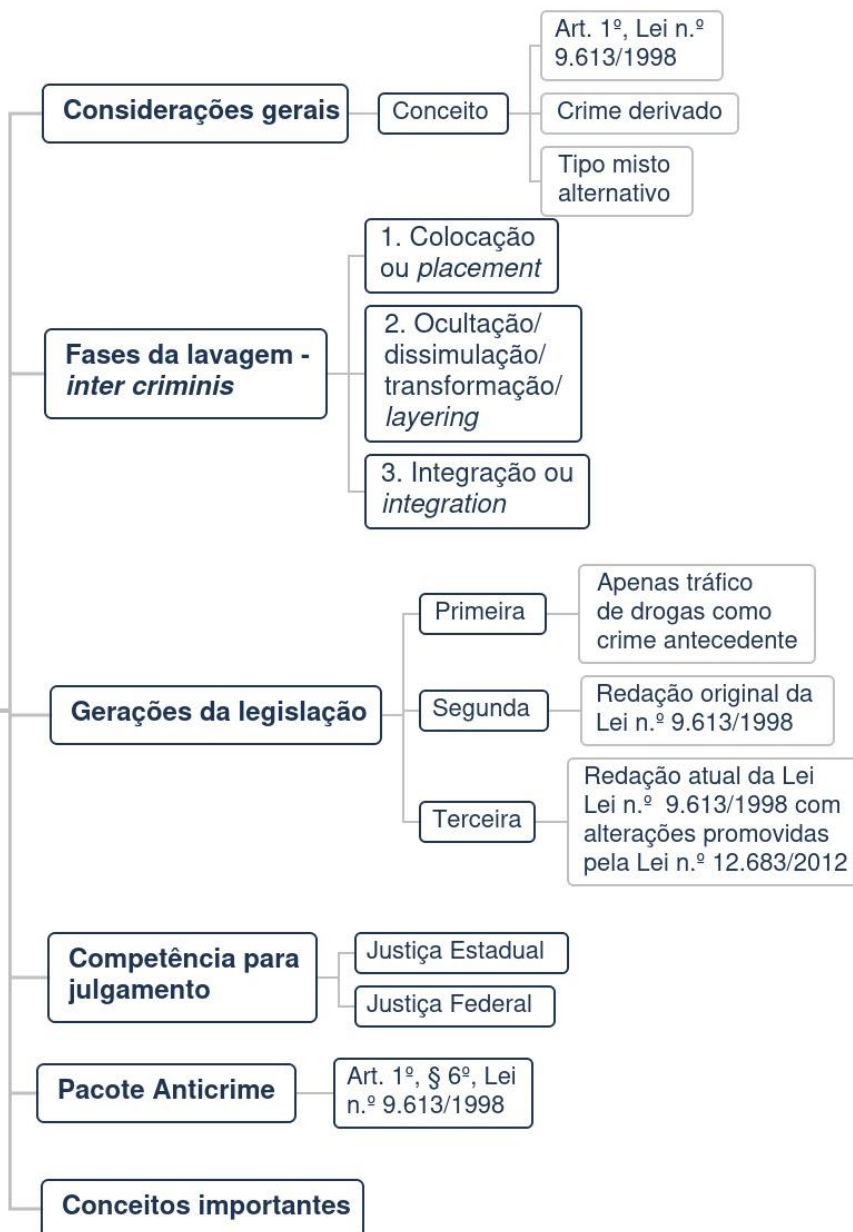 Considerações gerais
Conceito
Art. 1º, Lei n.º
9.613/1998
Crime derivado
Tipo misto
alternativo
Fases da lavagem -
inter criminis
1. Colocação
ou placement
2. Ocultação/
dissimulação/
transformação/
layering
3. Integração ou
integration
Gerações da legislação
Primeira
Apenas tráfico
de drogas como
crime antecedente
Segunda
Redação original da
Lei n.º 9.613/1998
Terceira
Redação atual da Lei
Lei n.º 9.613/1998 com
alterações promovidas
pela Lei n.º 12.683/2012
Competência para
julgamento
Justiça Estadual
Justiça Federal
Pacote Anticrime
Art. 1º, § 6º, Lei
n.º 9.613/1998
Conceitos importantes